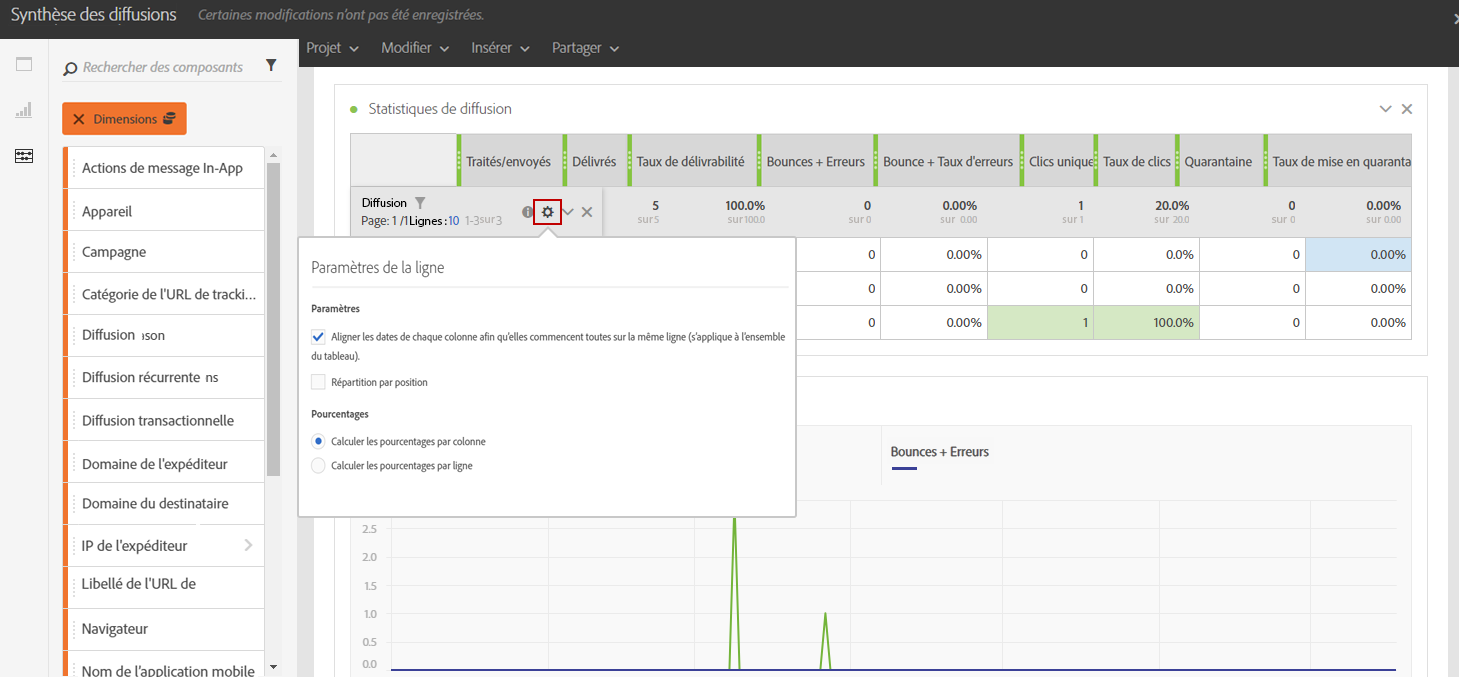 Synthèse des diffusions
Certaines modifications n'ont pas été enregistrées.
Projet
Modifier
Insérer
Partager
Rechercher des composants
Dimensions
Actions de message In-App
Appareil
Campagne
Catégorie de l'URL de tracki...
Diffusion ason
Diffusion récurrente ns
Diffusion transactionnelle
Domaine de l'expéditeur
Domaine du destinataire
IP de l'expéditeur
Libellé de l'URL de
Navigateur
Nom de l'application mobile
Statistiques de diffusion
Traités/envoyés
Délivrés
Taux de délivrabilité
Bounces + Erreurs
Bounce + Taux d'erreurs
Clics unique
Taux de clics
Quarantaine
Taux de mise en quaranta
Diffusion
Page: 1 /1 Lignes : 10 1-3 sur 3
5 100.0% 0 0.00% 1 20.0% 0 0.00%
sur 5 sur 100.0 sur 0 sur 0.00 sur 1 sur 20.0 sur 0 sur 0.00
0 0.00% 0 0.0% 0 0.00%
0 0.00% 0 0.0% 0 0.00%
0 0.00% 1 100.0% 0 0.00%
Paramètres de la ligne
Paramètres
Aligner les dates de chaque colonne afin qu'elles commencent toutes sur la même ligne (s'applique à l'ensemble
du tableau).
Répartition par position
Pourcentages
Calculer les pourcentages par colonne
Calculer les pourcentages par ligne
Bounces + Erreurs
2.5
2.0
1.5
1.0
0.5
0.0